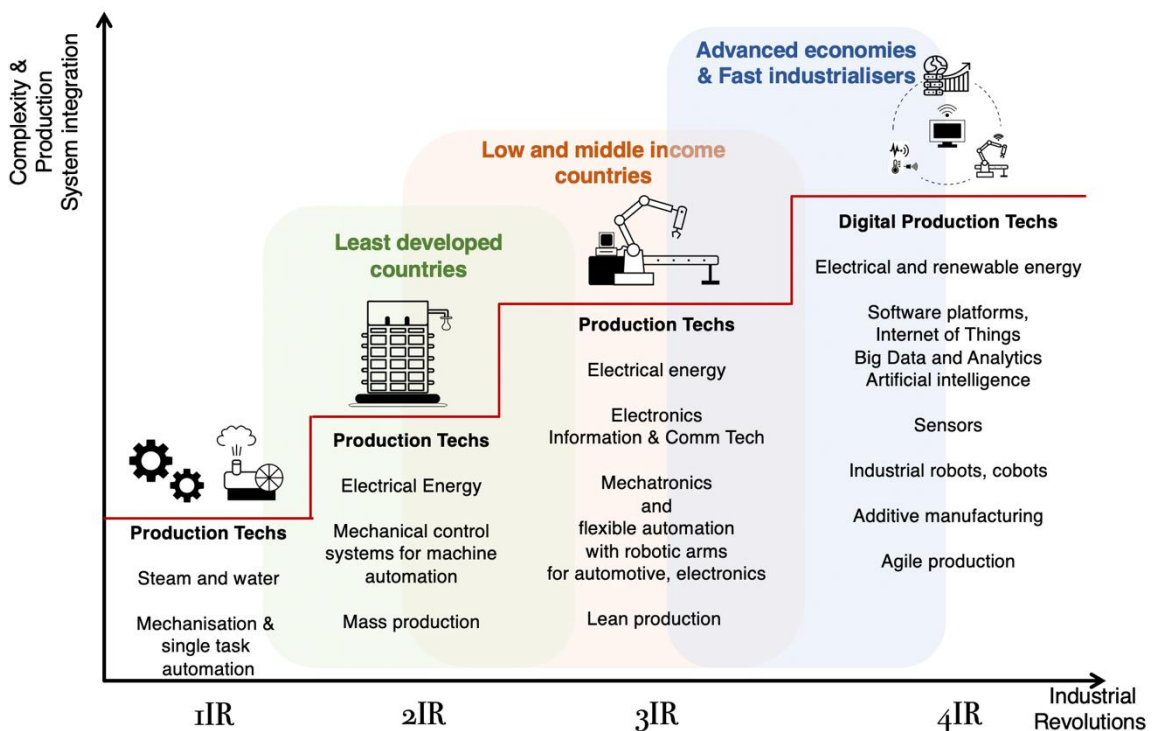 Complexity &
Production
System integration
Advanced economies
& Fast industrialisers
Low and middle income
countries
Least developed
countries
Production Techs
Steam and water
Mechanisation &
single task
automation
Production Techs
Electrical Energy
Mechanical control
systems for machine
automation
Mass production
Production Techs
Electrical energy
Electronics
Information & Comm Tech
Mechatronics
and
flexible automation
with robotic arms
for automotive, electronics
Lean production
Digital Production Techs
Electrical and renewable energy
Software platforms,
Internet of Things
Big Data and Analytics
Artificial intelligence
Sensors
Industrial robots, cobots
Additive manufacturing
Agile production
1IR
2IR
3IR
4IR
Industrial
Revolutions